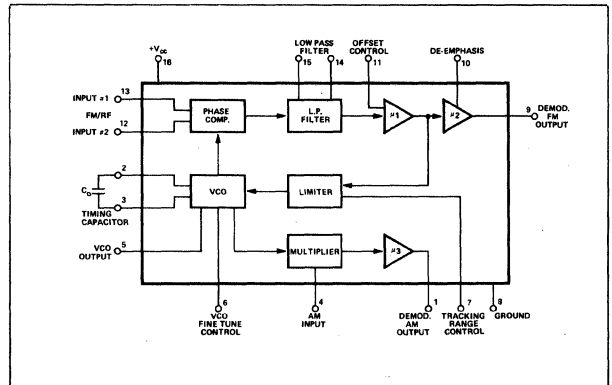 +Vcc
16
LOW PASS
FILTER
15 14
OFFSET
CONTROL
11
DE-EMPHASIS
10
INPUT #1
13
FM/RF
INPUT #2
12
PHASE
COMP.
L.P.
FILTER
μ1
μ2
9
DEMOD.
FM
OUTPUT
2
Co
3
TIMING
CAPACITOR
VCO
LIMITER
VCO
OUTPUT
5
MULTIPLIER
μ3
6
VCO
FINE TUNE
CONTROL
4
AM
INPUT
1
DEMOD.
AM
OUTPUT
7
TRACKING
RANGE
CONTROL
8
GROUND